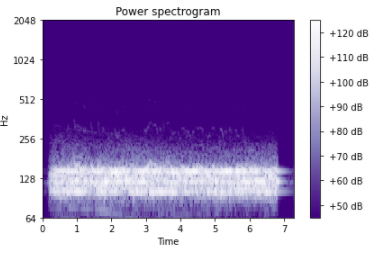 Power spectrogram
2048
1024
512
256
128
64
Hz
0 1 2 3 4 5 6 7
Time
+120 dB
+110 dB
+100 dB
+90 dB
+80 dB
+70 dB
+60 dB
+50 dB